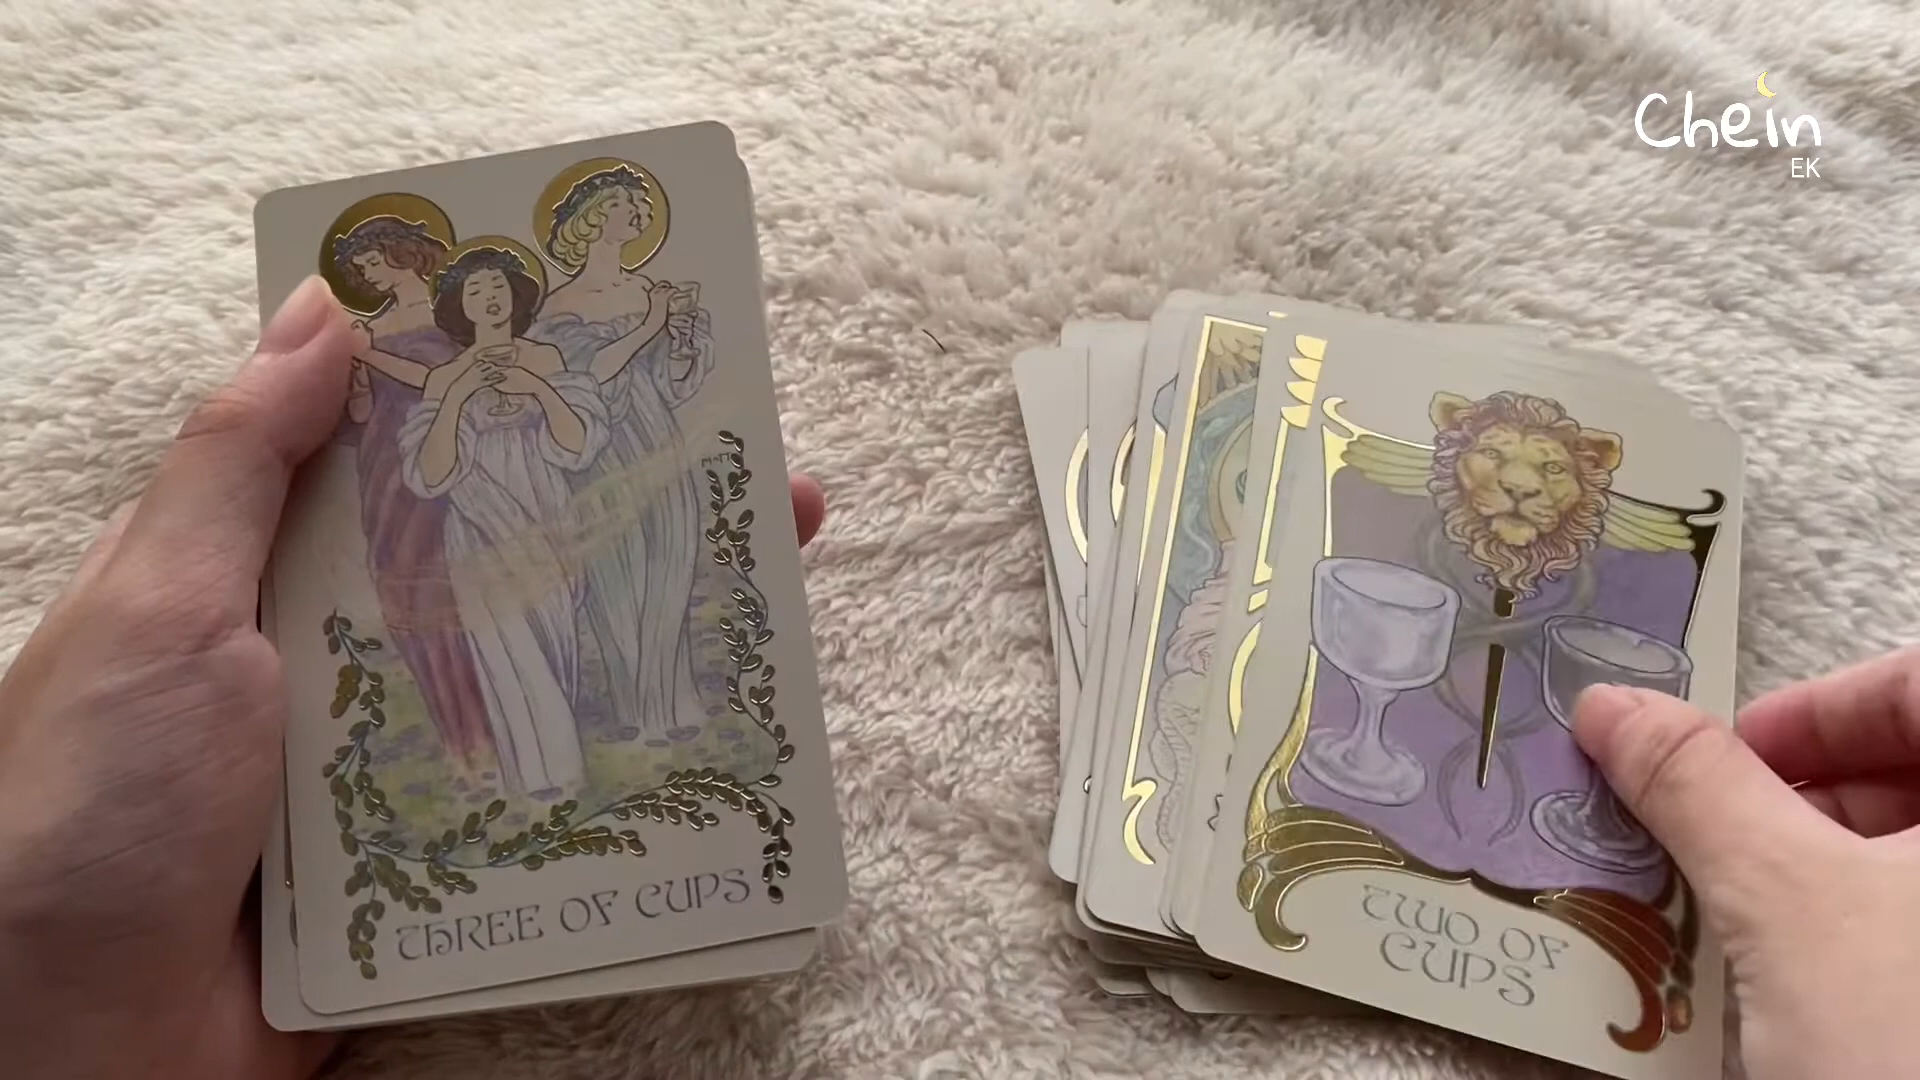 Chein
EK
THREE OF CUPS
TWO OF
CUPS